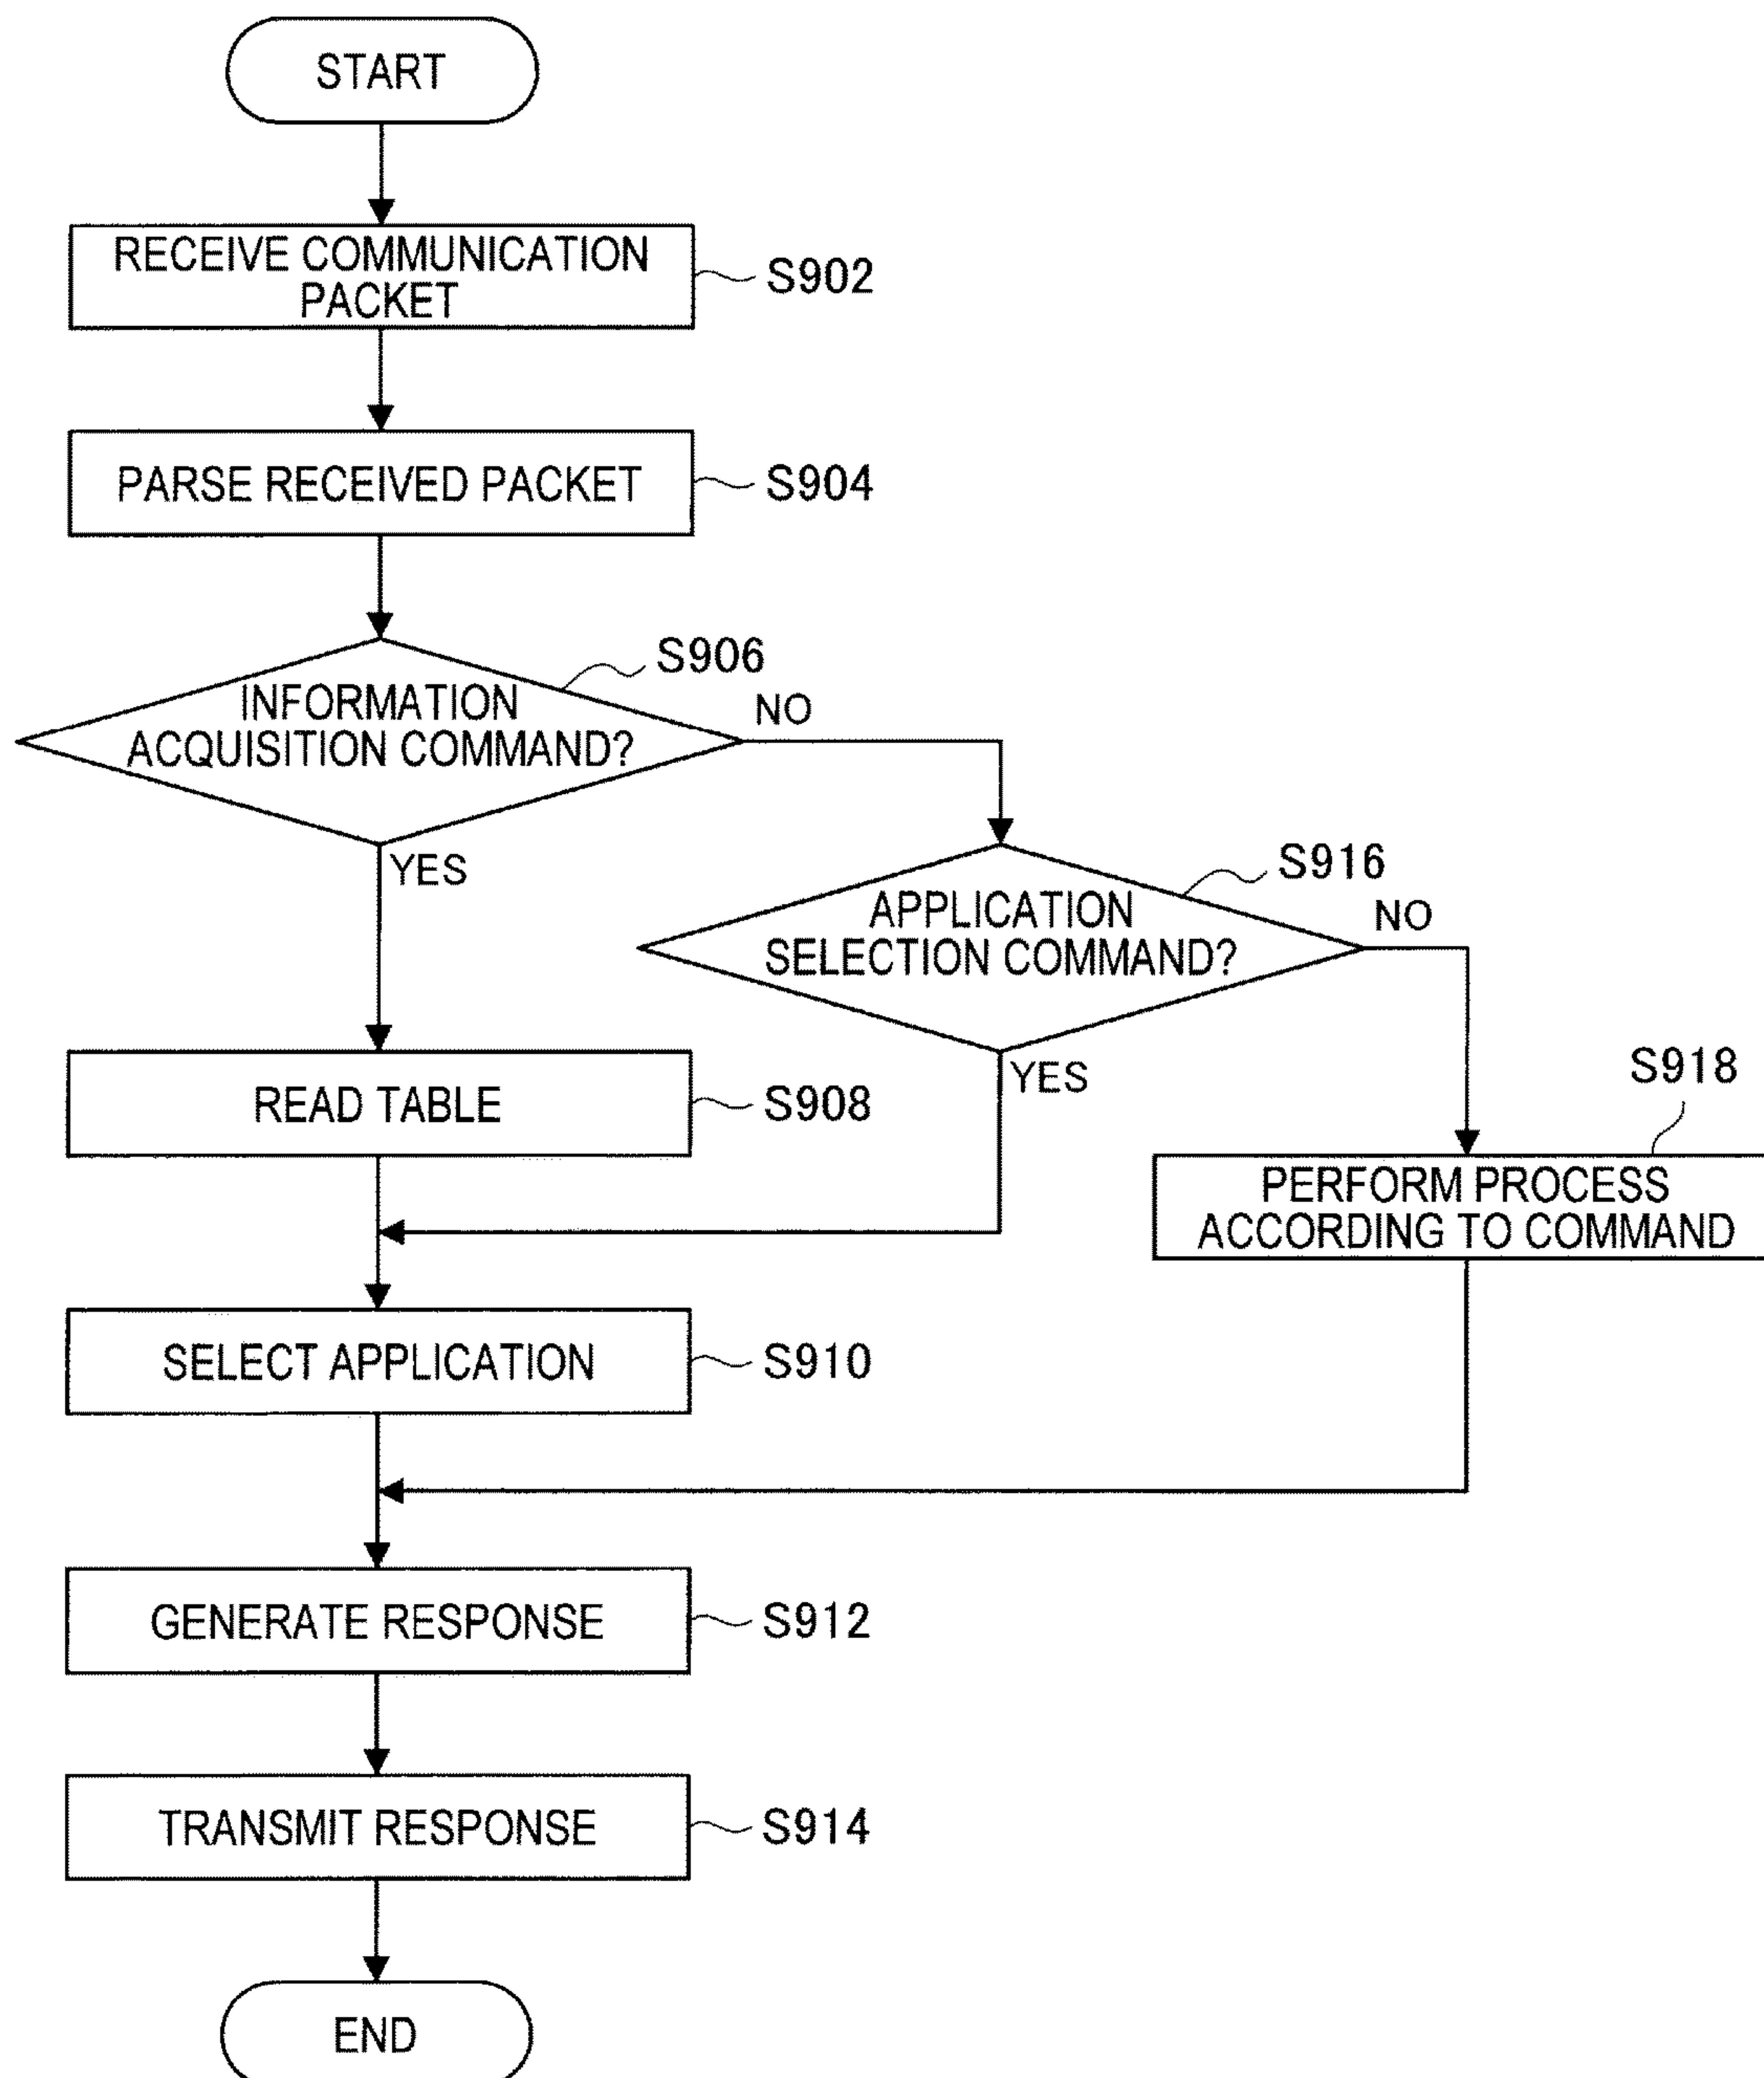 START
RECEIVE COMMUNICATION
PACKET
S902
PARSE RECEIVED PACKET
S904
S906
INFORMATION
ACQUISITION COMMAND?
NO
YES
S916
APPLICATION
SELECTION COMMAND?
NO
YES
READ TABLE
S908
S918
PERFORM PROCESS
ACCORDING TO COMMAND
SELECT APPLICATION
S910
GENERATE RESPONSE
S912
TRANSMIT RESPONSE
S914
END